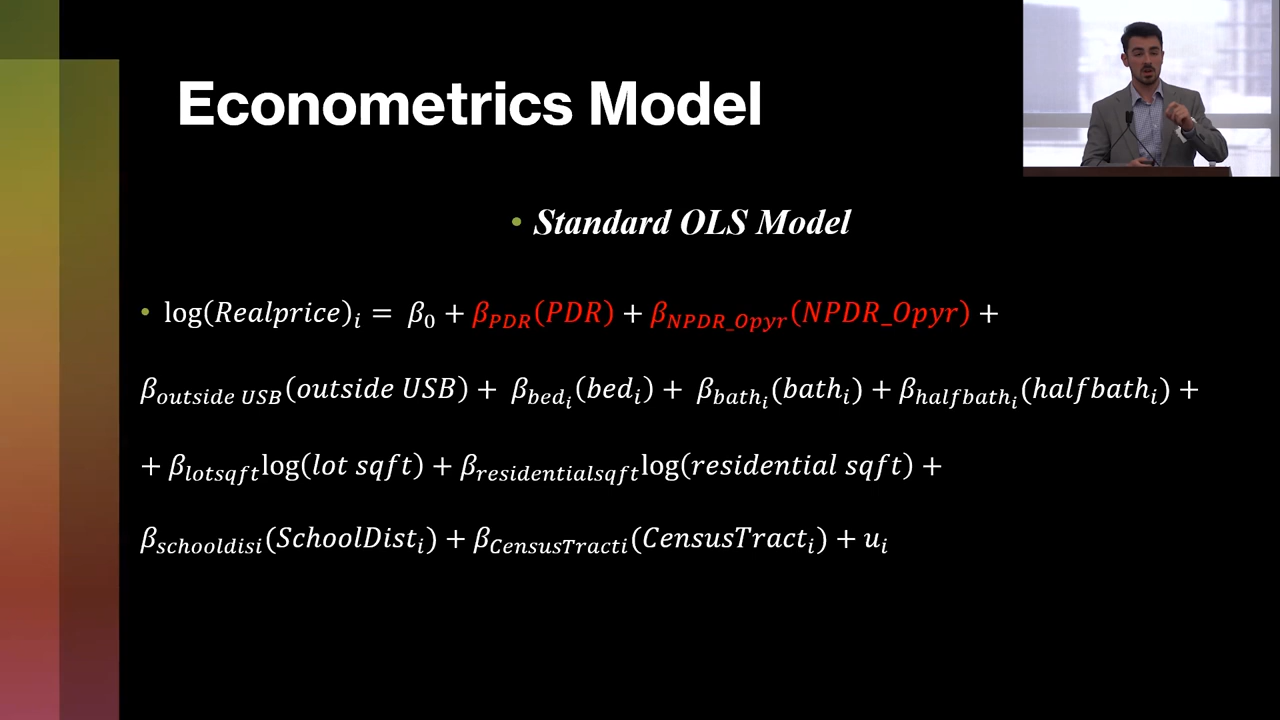 Econometrics Model
• Standard OLS Model
• log(Realprice)ᵢ = β₀ + β_PDR(PDR) + β_NPDR_Opyr(NPDR_Opyr) +
β_outside USB(outside USB) + β_bedᵢ(bedᵢ) + β_bathᵢ(bathᵢ) + β_halfbathᵢ(halfbathᵢ) +
+ β_lotsqft log(lot sqft) + β_residentialsqft log(residential sqft) +
β_schooldisi(SchoolDistᵢ) + β_CensusTracti(CensusTractᵢ) + uᵢ